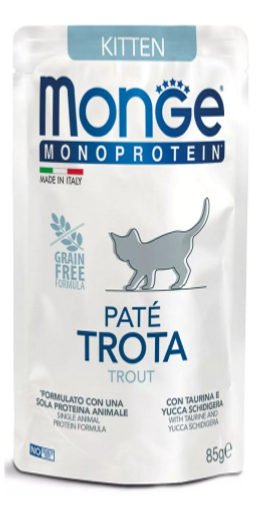 KITTEN
MONGE
MONOPROTEIN
MADE IN ITALY
GRAIN
FREE
FORMULA
PATÉ
TROTA
TROUT
*FORMULATO CON UNA
SOLA PROTEINA ANIMALE
SINGLE ANIMAL
PROTEIN FORMULA
CON TAURINA E
YUCCA SCHIDIGERA
WITH TAURINE AND
YUCCA SCHIDIGERA
NO
85g℮